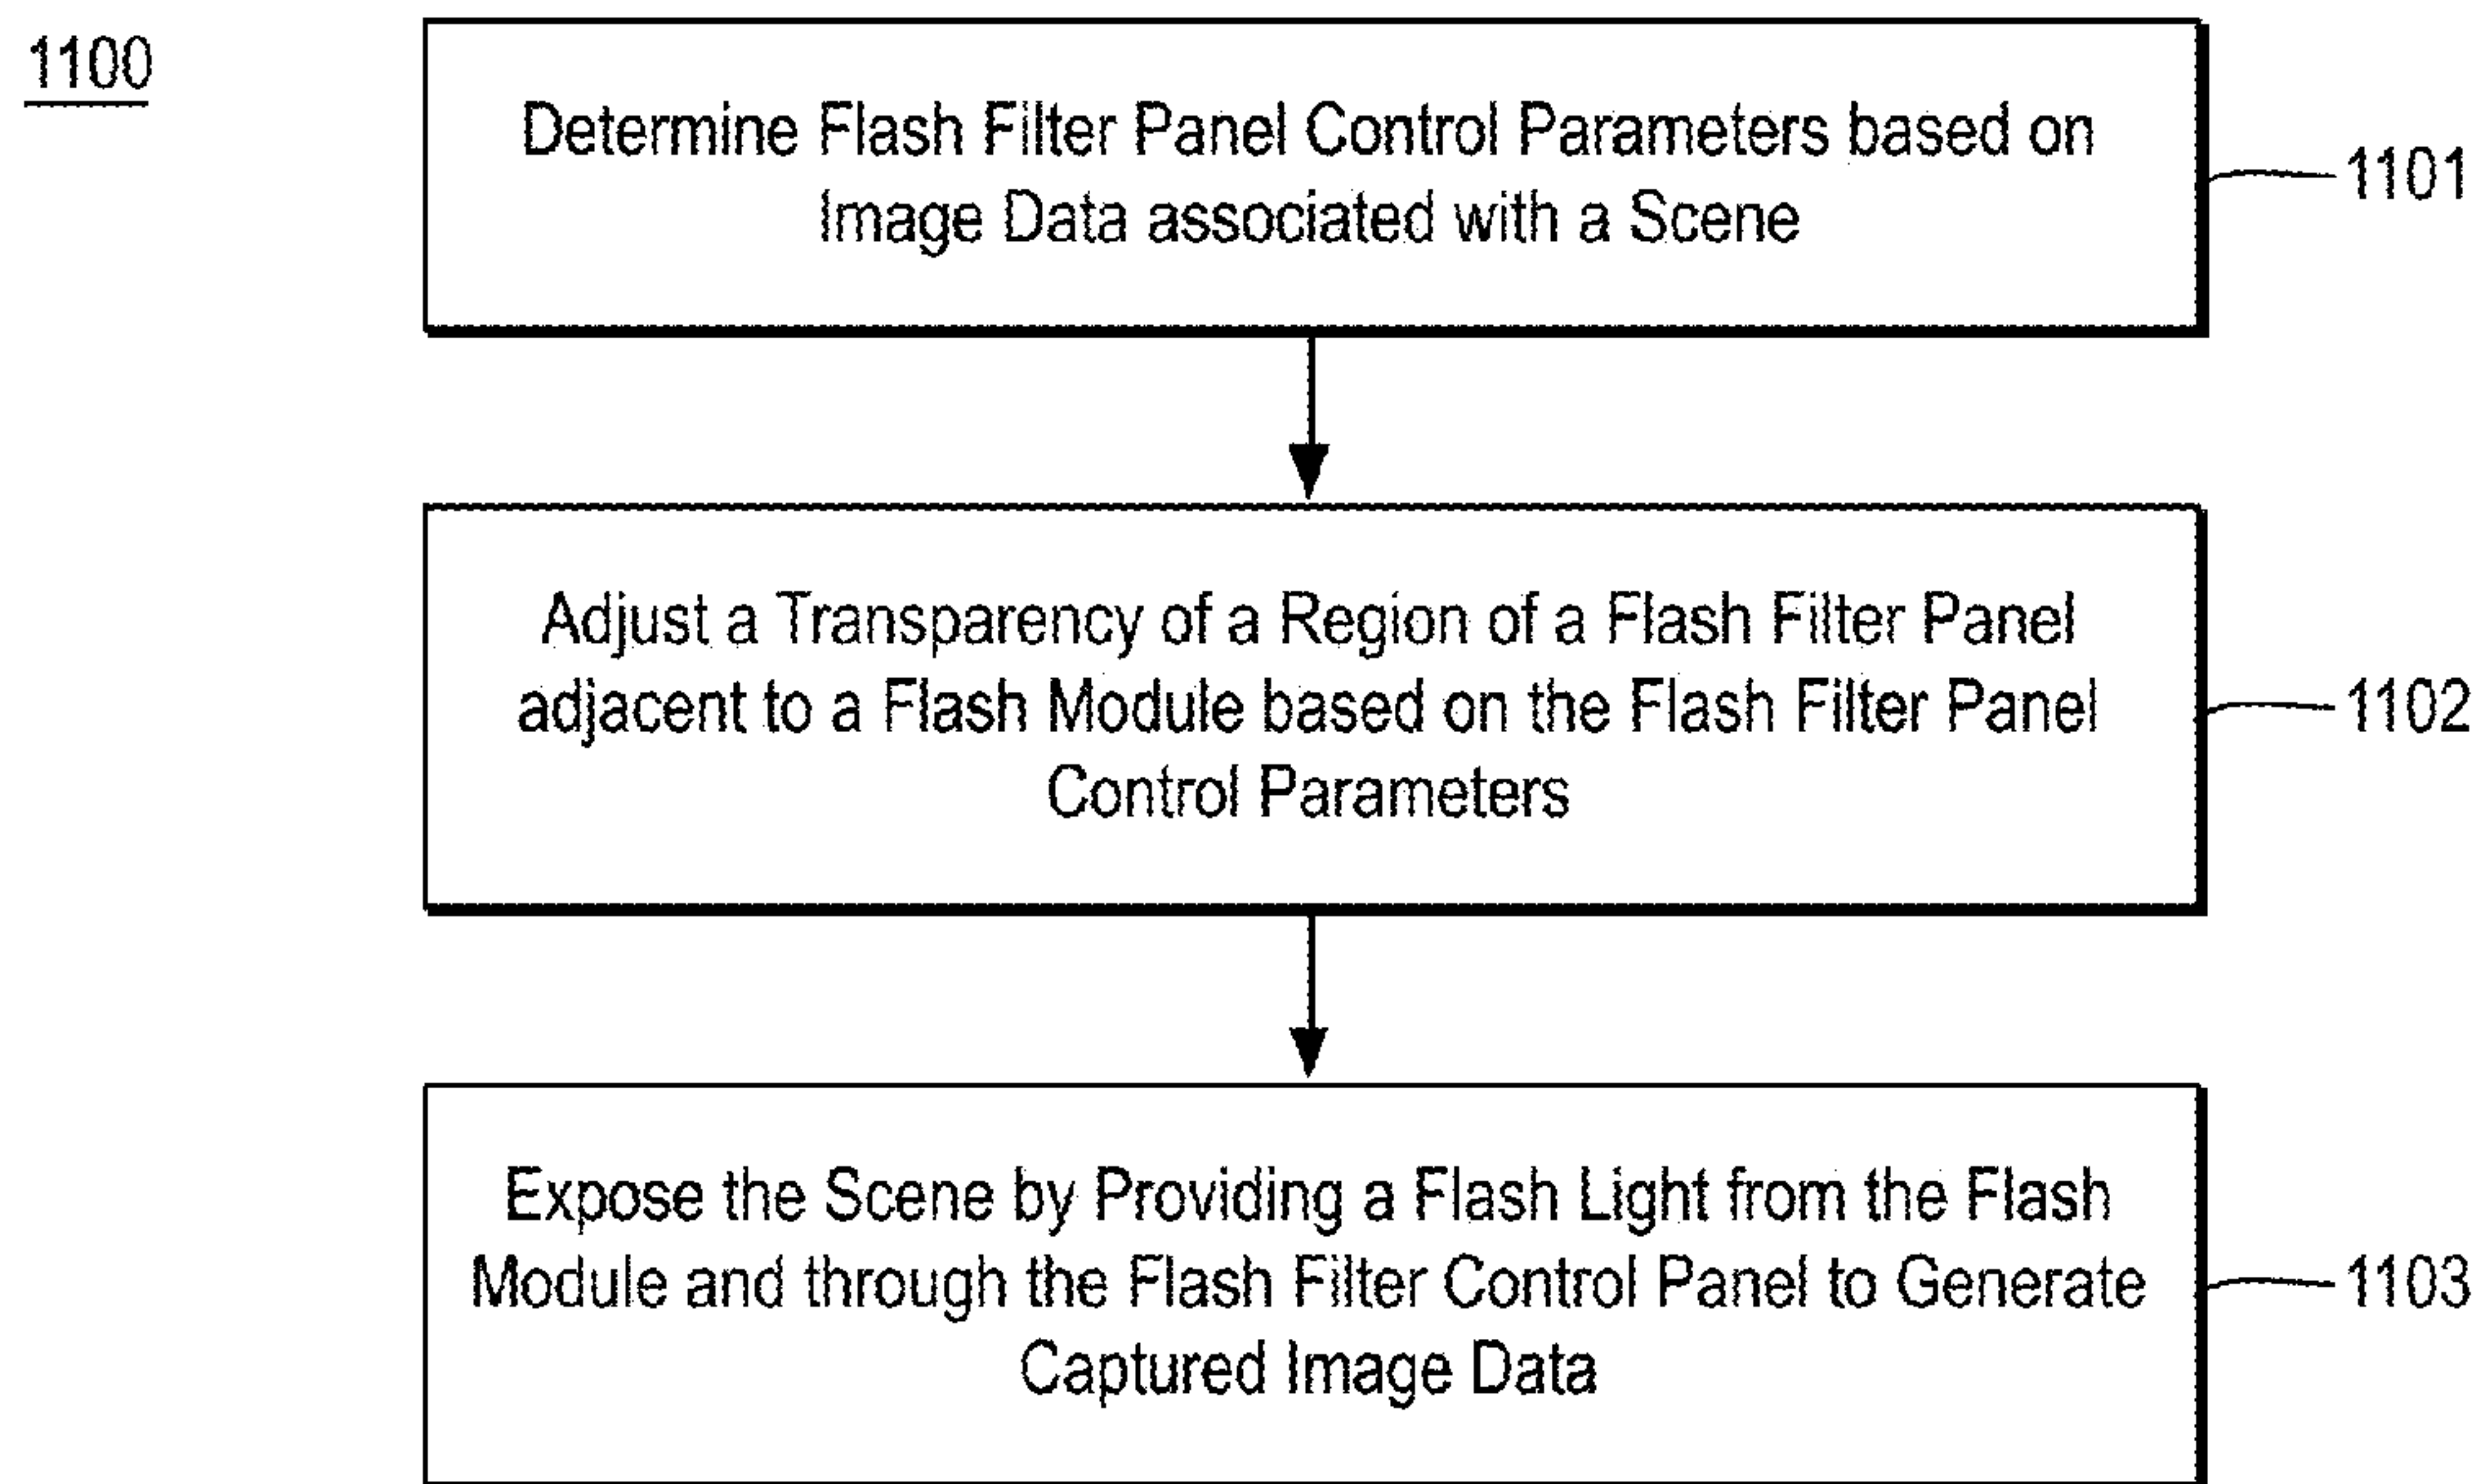 1100
Determine Flash Filter Panel Control Parameters based on
Image Data associated with a Scene
1101
Adjust a Transparency of a Region of a Flash Filter Panel
adjacent to a Flash Module based on the Flash Filter Panel
Control Parameters
1102
Expose the Scene by Providing a Flash Light from the Flash
Module and through the Flash Filter Control Panel to Generate
Captured Image Data
1103